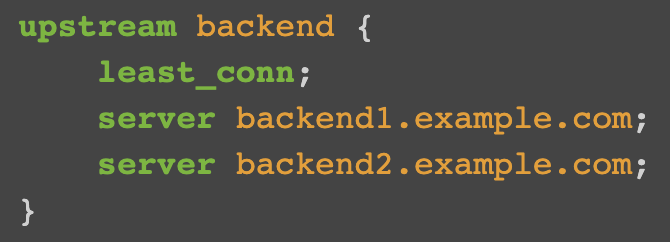 upstream backend {
    least_conn;
    server backend1.example.com;
    server backend2.example.com;
}